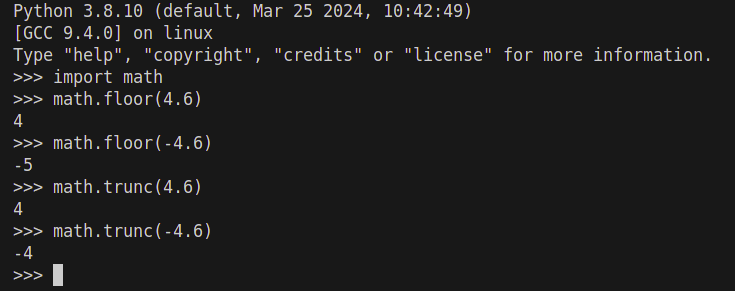 Python 3.8.10 (default, Mar 25 2024, 10:42:49)
[GCC 9.4.0] on linux
Type "help", "copyright", "credits" or "license" for more information.
>>> import math
>>> math.floor(4.6)
4
>>> math.floor(-4.6)
-5
>>> math.trunc(4.6)
4
>>> math.trunc(-4.6)
-4
>>>